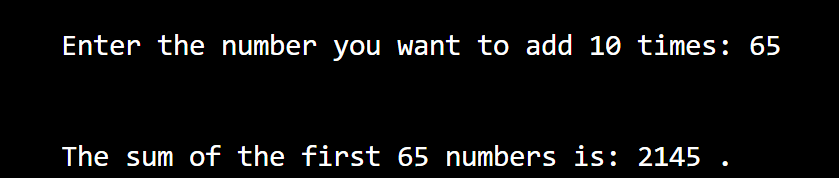 Enter the number you want to add 10 times: 65
The sum of the first 65 numbers is: 2145 .